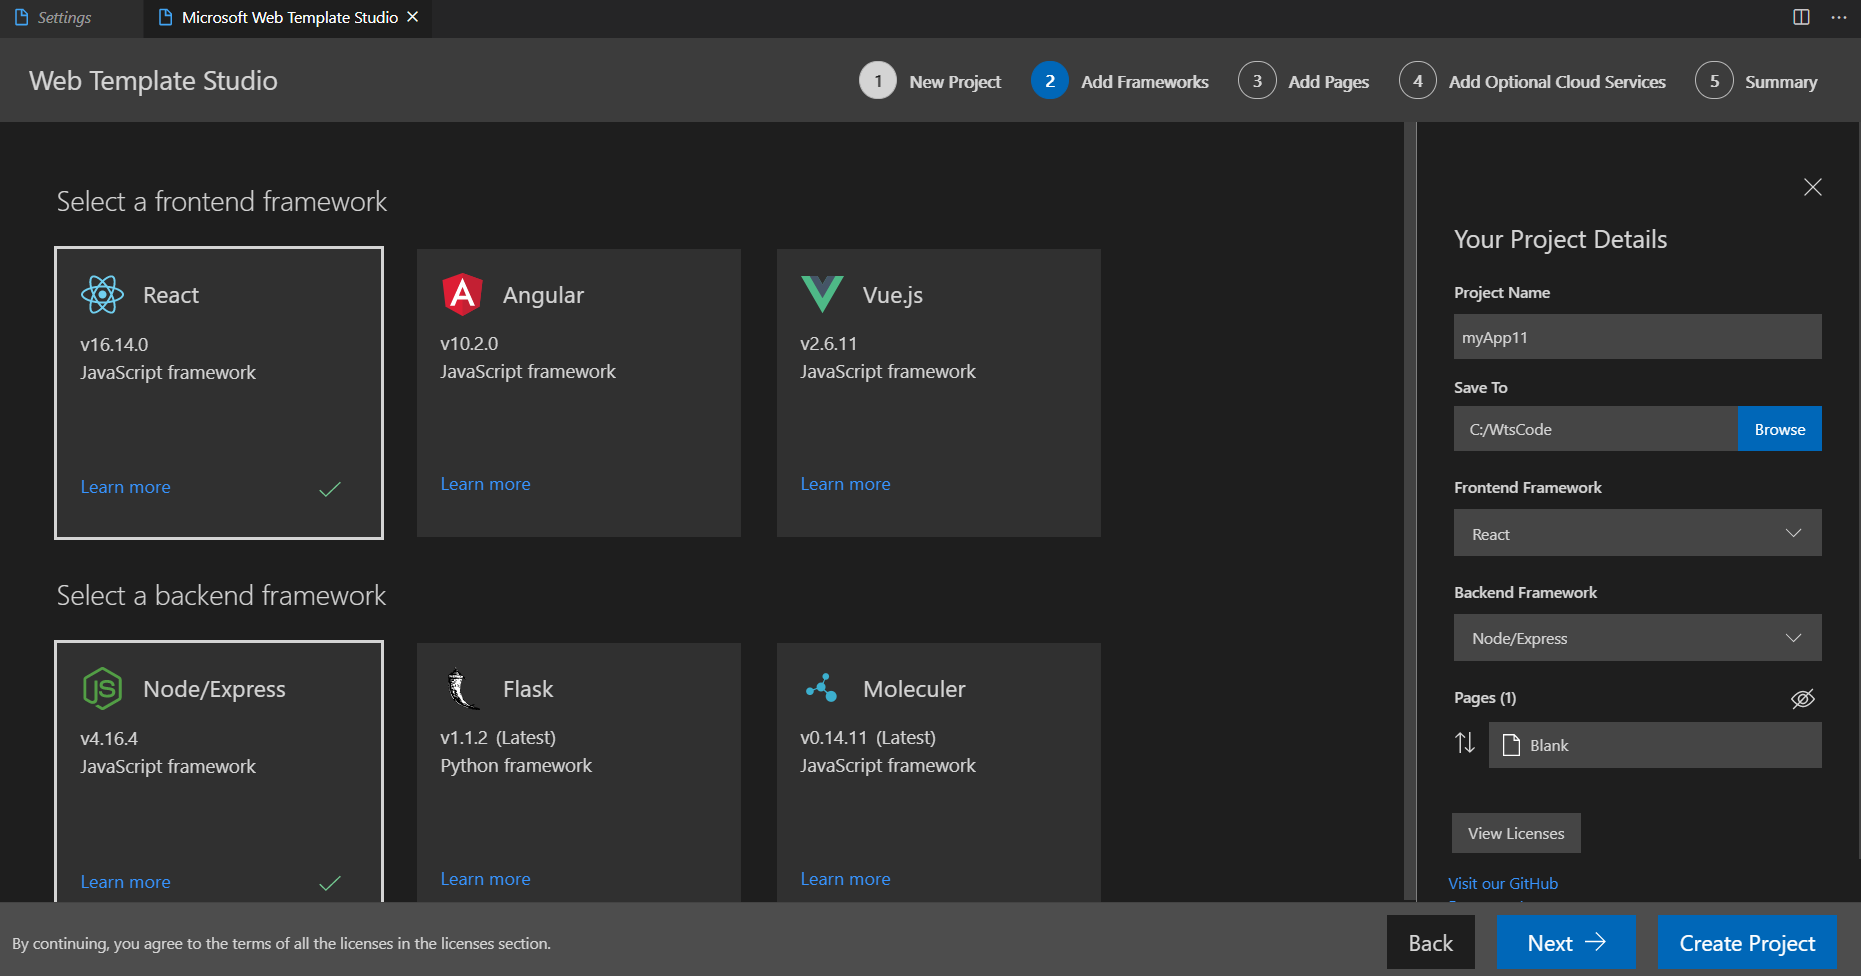 Settings
Microsoft Web Template Studio
Web Template Studio
1 New Project
2 Add Frameworks
3 Add Pages
4 Add Optional Cloud Services
5 Summary
Select a frontend framework
React
v16.14.0
JavaScript framework
Learn more
Angular
v10.2.0
JavaScript framework
Learn more
Vue.js
v2.6.11
JavaScript framework
Learn more
Select a backend framework
JS
Node/Express
v4.16.4
JavaScript framework
Learn more
Flask
v1.1.2 (Latest)
Python framework
Learn more
Moleculer
v0.14.11 (Latest)
JavaScript framework
Learn more
Your Project Details
Project Name
myApp11
Save To
C:/WtsCode
Browse
Frontend Framework
React
Backend Framework
Node/Express
Pages (1)
Blank
View Licenses
Visit our GitHub
By continuing, you agree to the terms of all the licenses in the licenses section.
Back
Next
Create Project